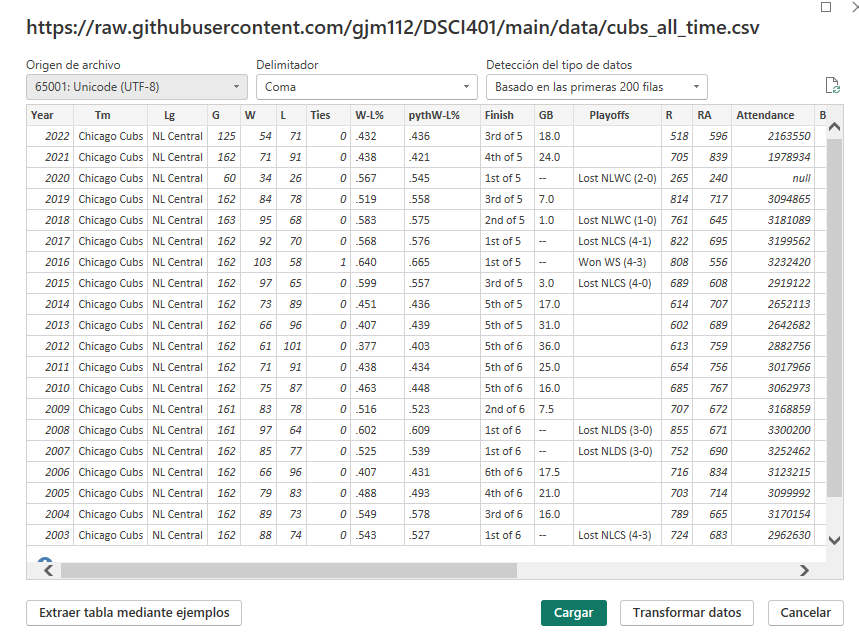 https://raw.githubusercontent.com/gjm112/DSCI401/main/data/cubs_all_time.csv
Origen de archivo Delimitador Detección del tipo de datos
65001: Unicode (UTF-8) Coma Basado en las primeras 200 filas
Year Tm Lg G W L Ties W-L% pythW-L% Finish GB Playoffs R RA Attendance B
2022 Chicago Cubs NL Central 125 54 71 0 .432 .436 3rd of 5 18.0 518 596 2163550
2021 Chicago Cubs NL Central 162 71 91 0 .438 .421 4th of 5 24.0 705 839 1978934
2020 Chicago Cubs NL Central 60 34 26 0 .567 .545 1st of 5 -- Lost NLWC (2-0) 265 240 null
2019 Chicago Cubs NL Central 162 84 78 0 .519 .558 3rd of 5 7.0 814 717 3094865
2018 Chicago Cubs NL Central 163 95 68 0 .583 .575 2nd of 5 1.0 Lost NLWC (1-0) 761 645 3181089
2017 Chicago Cubs NL Central 162 92 70 0 .568 .576 1st of 5 -- Lost NLCS (4-1) 822 695 3199562
2016 Chicago Cubs NL Central 162 103 58 1 .640 .665 1st of 5 -- Won WS (4-3) 808 556 3232420
2015 Chicago Cubs NL Central 162 97 65 0 .599 .557 3rd of 5 3.0 Lost NLCS (4-0) 689 608 2919122
2014 Chicago Cubs NL Central 162 73 89 0 .451 .436 5th of 5 17.0 614 707 2652113
2013 Chicago Cubs NL Central 162 66 96 0 .407 .439 5th of 5 31.0 602 689 2642682
2012 Chicago Cubs NL Central 162 61 101 0 .377 .403 5th of 6 36.0 613 759 2882756
2011 Chicago Cubs NL Central 162 71 91 0 .438 .434 5th of 6 25.0 654 756 3017966
2010 Chicago Cubs NL Central 162 75 87 0 .463 .448 5th of 6 16.0 685 767 3062973
2009 Chicago Cubs NL Central 161 83 78 0 .516 .523 2nd of 6 7.5 707 672 3168859
2008 Chicago Cubs NL Central 161 97 64 0 .602 .609 1st of 6 -- Lost NLDS (3-0) 855 671 3300200
2007 Chicago Cubs NL Central 162 85 77 0 .525 .539 1st of 6 -- Lost NLDS (3-0) 752 690 3252462
2006 Chicago Cubs NL Central 162 66 96 0 .407 .431 6th of 6 17.5 716 834 3123215
2005 Chicago Cubs NL Central 162 79 83 0 .488 .493 4th of 6 21.0 703 714 3099992
2004 Chicago Cubs NL Central 162 89 73 0 .549 .578 3rd of 6 16.0 789 665 3170154
2003 Chicago Cubs NL Central 162 88 74 0 .543 .527 1st of 6 -- Lost NLCS (4-3) 724 683 2962630
Extraer tabla mediante ejemplos Cargar Transformar datos Cancelar